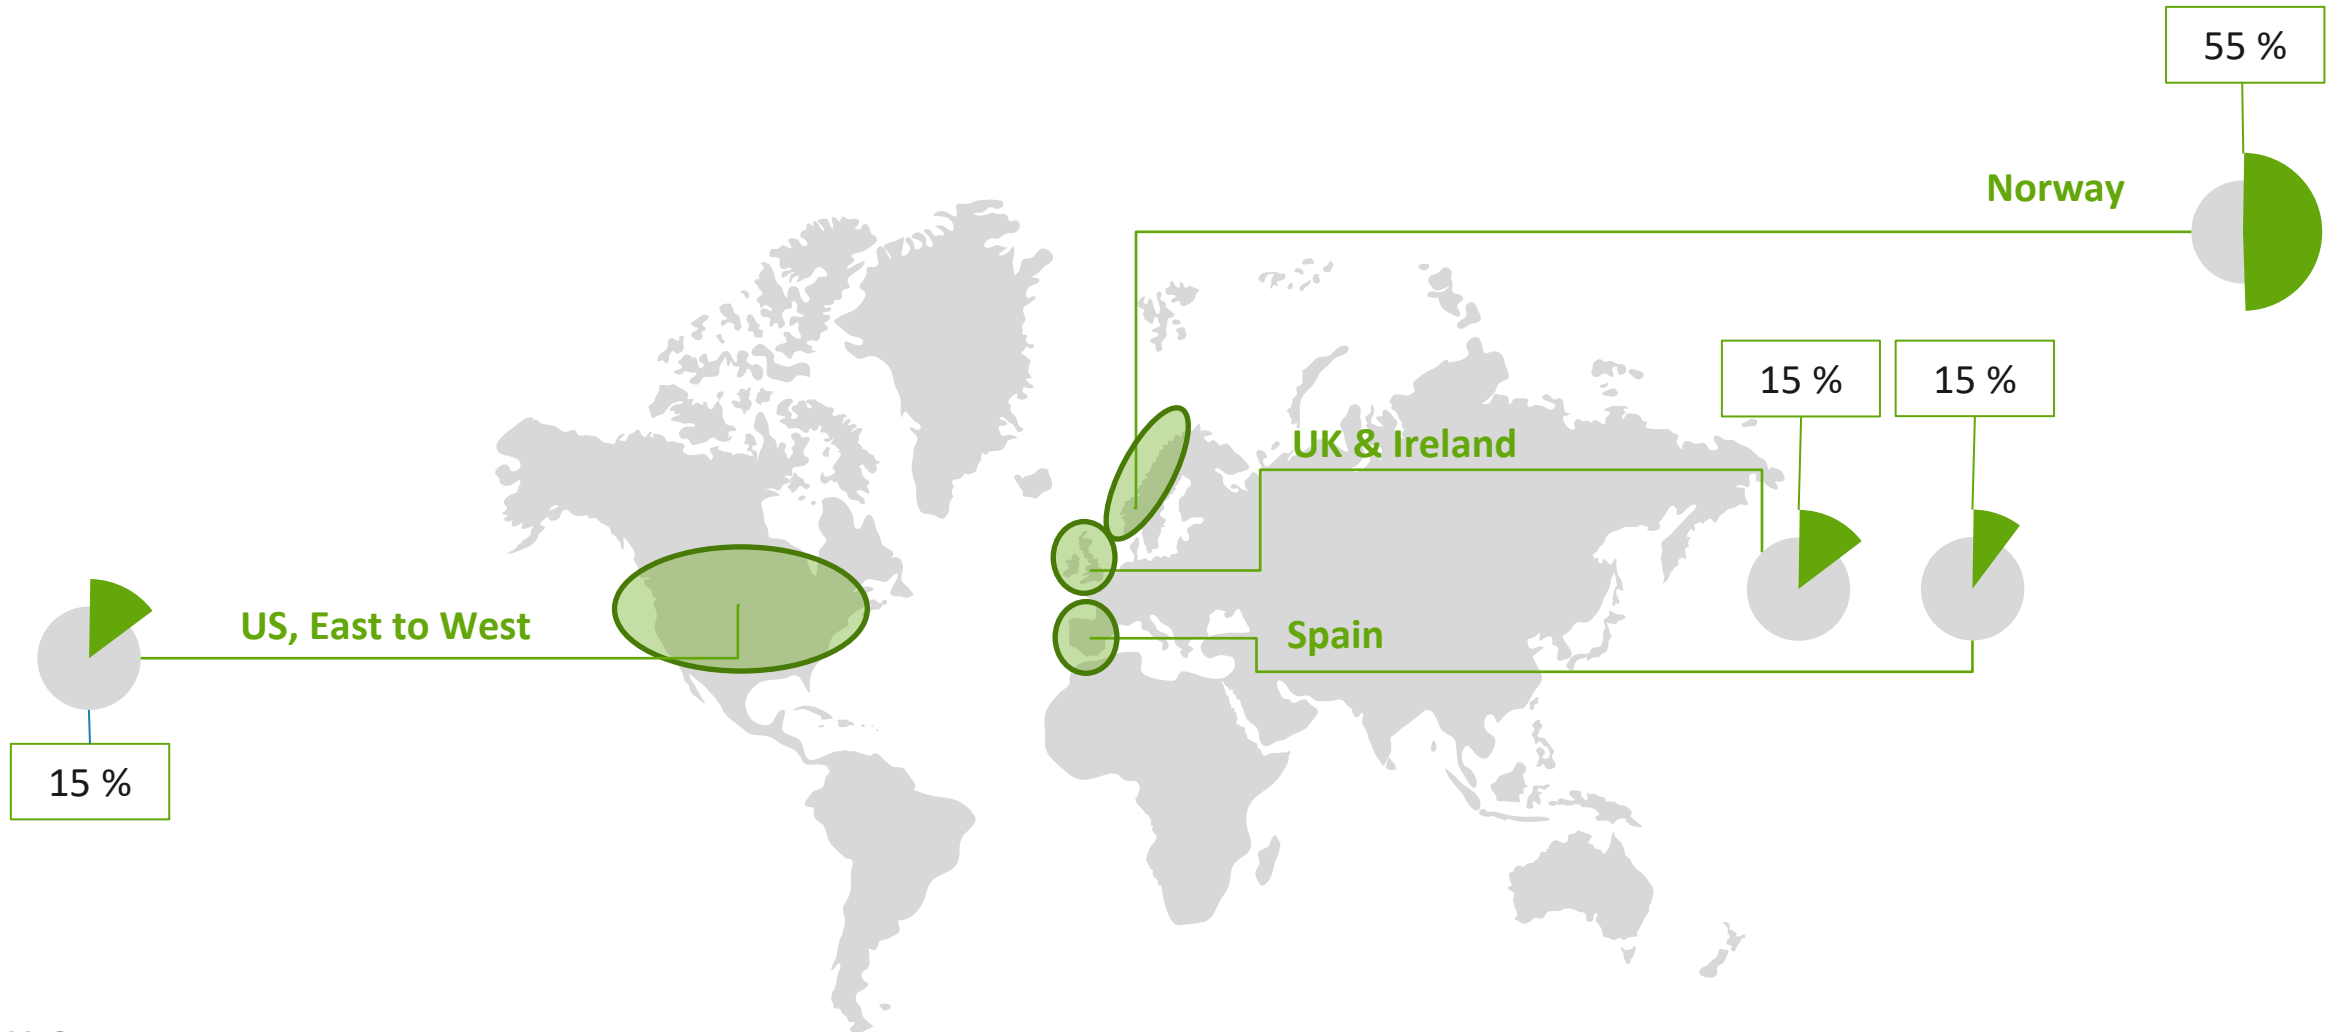 55 %
Norway
15 %
15 %
UK & Ireland
US, East to West
Spain
15 %